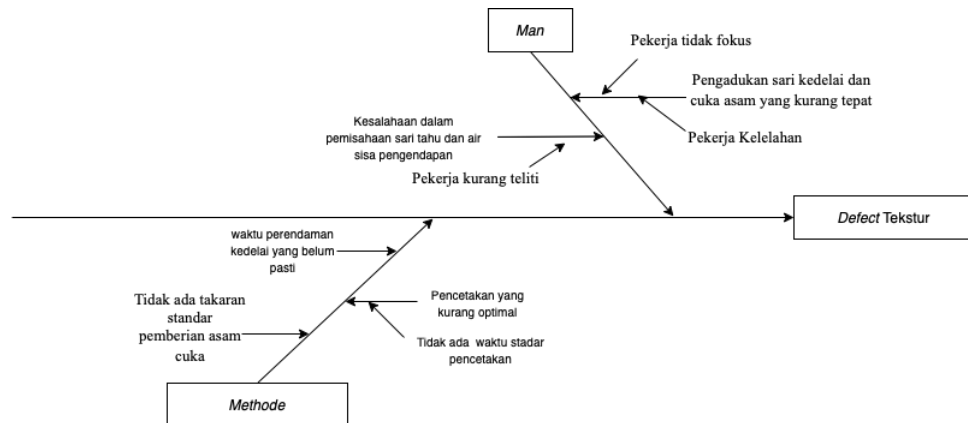 Man
Pekerja tidak fokus
Pengadukan sari kedelai dan
cuka asam yang kurang tepat
Pekerja Kelelahan
Kesalahaan dalam
pemisahaan sari tahu dan air
sisa pengendapan
Pekerja kurang teliti
Defect Tekstur
waktu perendaman
kedelai yang belum
pasti
Tidak ada takaran
standar
pemberian asam
cuka
Pencetakan yang
kurang optimal
Tidak ada waktu stadar
pencetakan
Methode